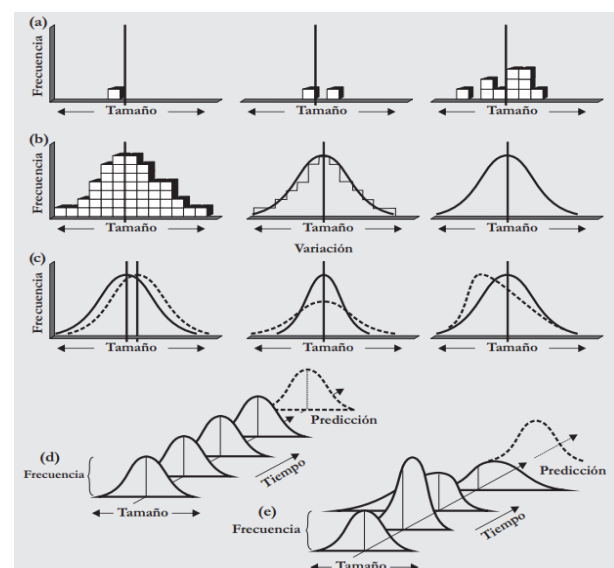 (a)
Frecuencia
Tamaño Tamaño Tamaño
(b)
Frecuencia
Tamaño Tamaño Tamaño
Variación
(c)
Frecuencia
Tamaño Tamaño Tamaño
Predicción
(d)
Frecuencia
Tiempo
Tamaño
Predicción
(e)
Frecuencia
Tiempo
Tamaño